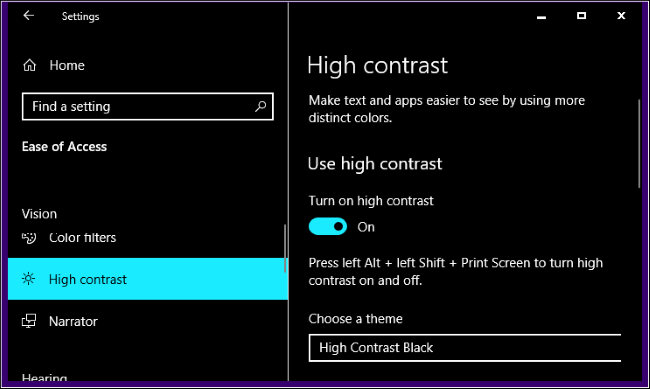 Settings
Home
Find a setting
Ease of Access
Vision
Color filters
High contrast
Narrator
Hearing
High contrast
Make text and apps easier to see by using more
distinct colors.
Use high contrast
Turn on high contrast
On
Press left Alt + left Shift + Print Screen to turn high
contrast on and off.
Choose a theme
High Contrast Black